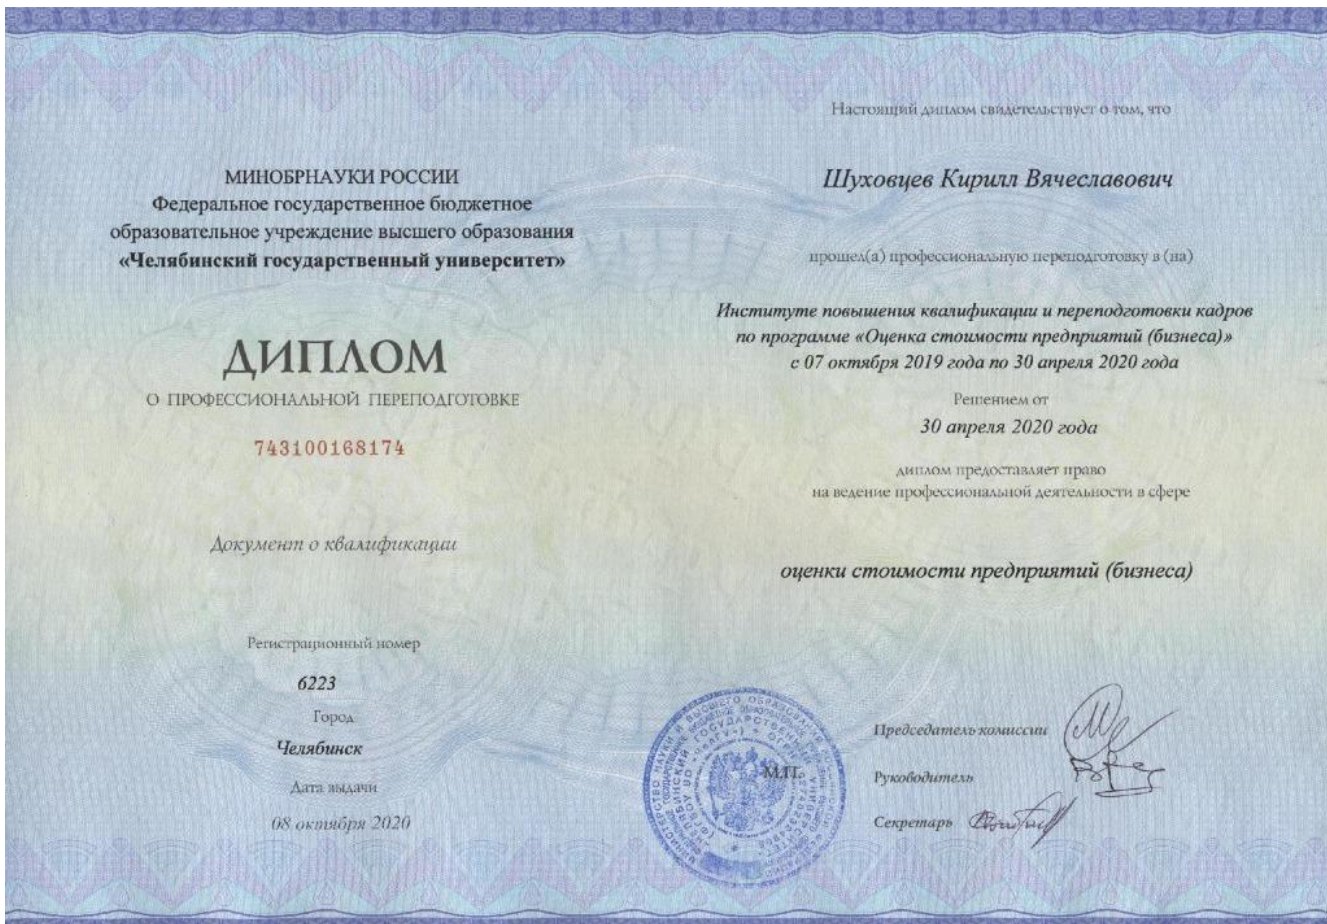 МИНОБРНАУКИ РОССИИ
Федеральное государственное бюджетное
образовательное учреждение высшего образования
«Челябинский государственный университет»
ДИПЛОМ
О ПРОФЕССИОНАЛЬНОЙ ПЕРЕПОДГОТОВКЕ
743100168174
Документ о квалификации
Регистрационный номер
6223
Город
Челябинск
Дата выдачи
08 октября 2020
Настоящий диплом свидетельствует о том, что
Шуховцев Кирилл Вячеславович
прошел(а) профессиональную переподготовку в (на)
Институте повышения квалификации и переподготовки кадров
по программе «Оценка стоимости предприятий (бизнеса)»
с 07 октября 2019 года по 30 апреля 2020 года
Решением от
30 апреля 2020 года
диплом предоставляет право
на ведение профессиональной деятельности в сфере
оценки стоимости предприятий (бизнеса)
М.П.
Председатель комиссии
Руководитель
Секретарь